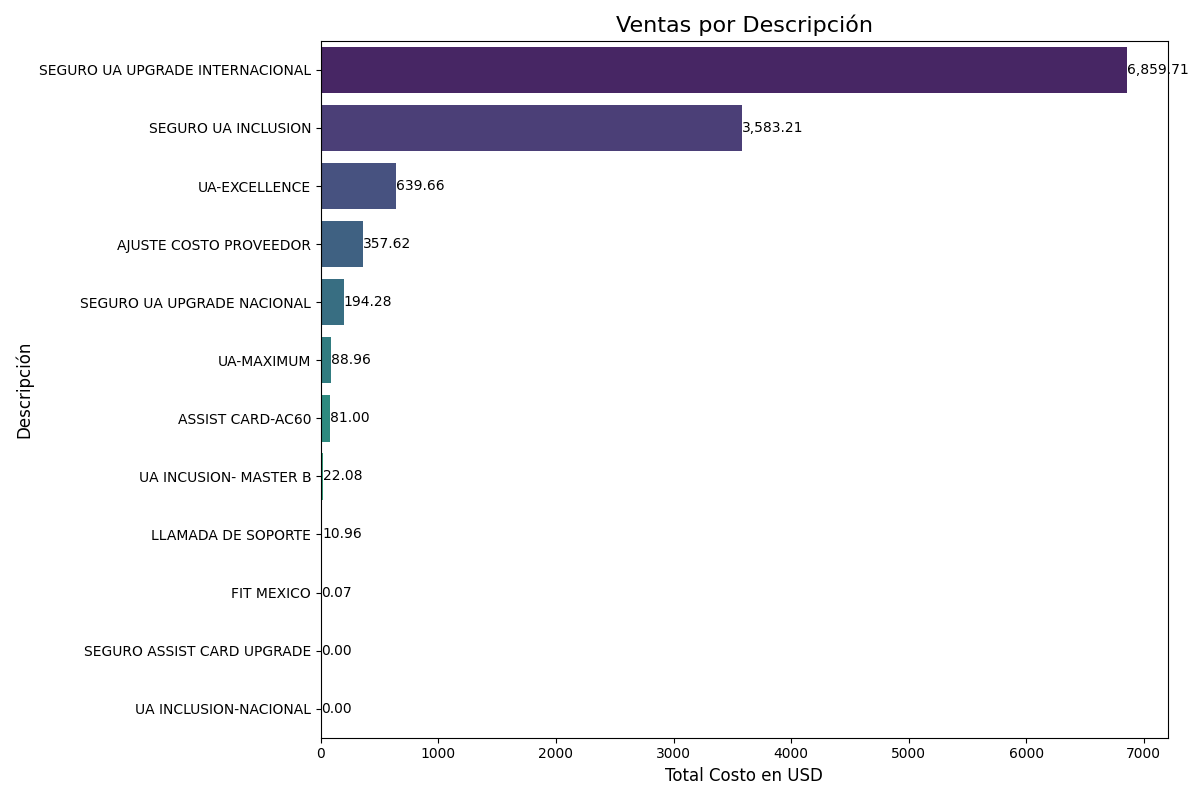 Ventas por Descripción
SEGURO UA UPGRADE INTERNACIONAL 6,859.71
SEGURO UA INCLUSION 3,583.21
UA-EXCELLENCE 639.66
AJUSTE COSTO PROVEEDOR 357.62
SEGURO UA UPGRADE NACIONAL 194.28
UA-MAXIMUM 88.96
ASSIST CARD-AC60 81.00
UA INCUSION- MASTER B 22.08
LLAMADA DE SOPORTE 10.96
FIT MEXICO 0.07
SEGURO ASSIST CARD UPGRADE 0.00
UA INCLUSION-NACIONAL 0.00
Descripción
0 1000 2000 3000 4000 5000 6000 7000
Total Costo en USD